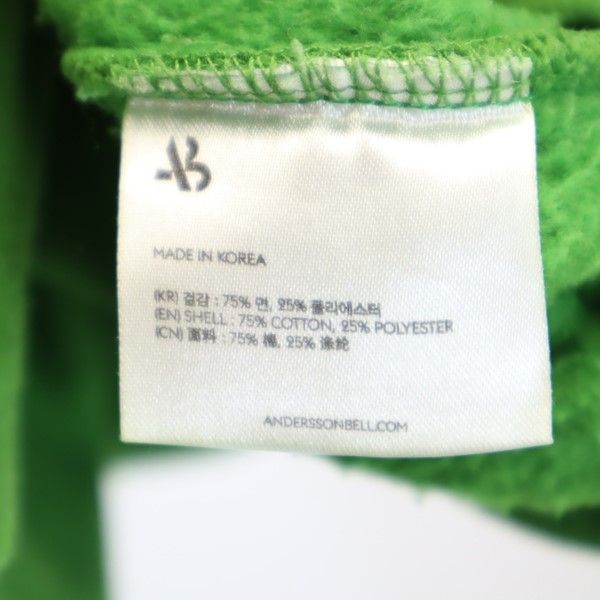 AB
MADE IN KOREA
(KR) 겉감 : 75% 면, 25% 폴리에스터
(EN) SHELL : 75% COTTON, 25% POLYESTER
(CN) 面料 : 75% 棉, 25% 涤纶
ANDERSSONBELL.COM